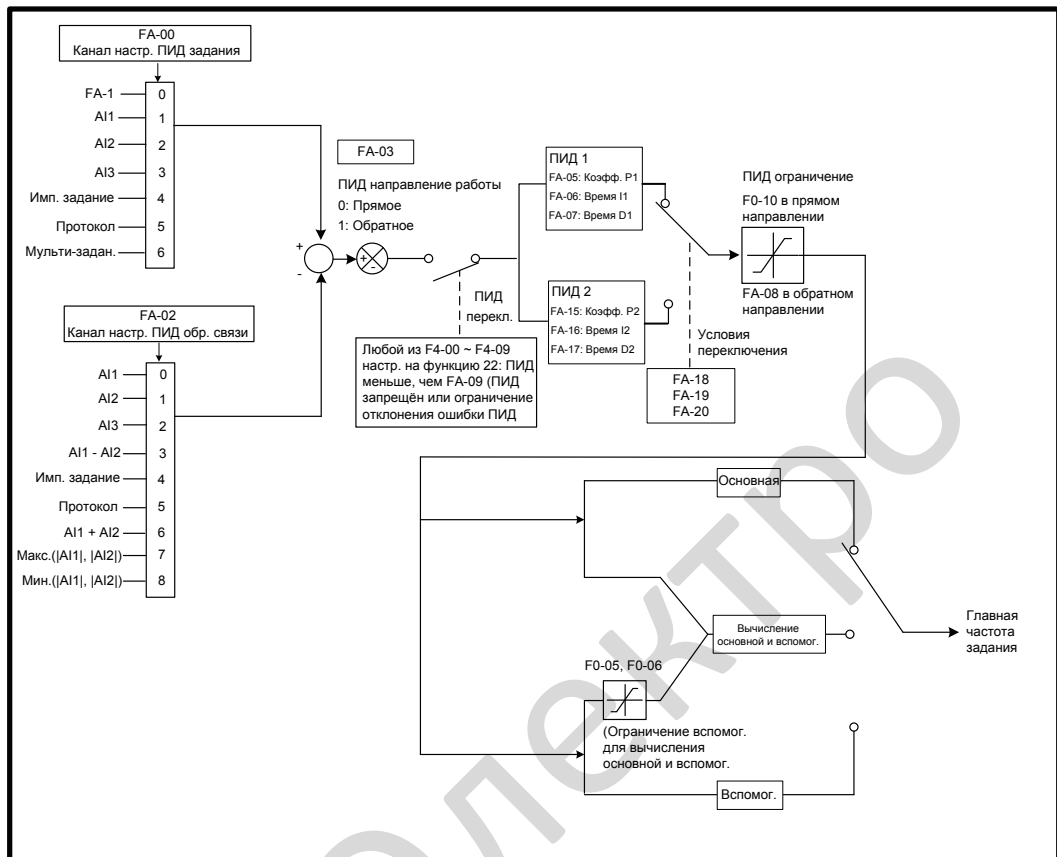 FA-00
Канал настр. ПИД задания
FA-1
0
AI1
1
AI2
2
AI3
3
Имп. задание
4
Протокол
5
Мульти-задан.
6
FA-02
Канал настр. ПИД обр. связи
AI1
0
AI2
1
AI3
2
AI1 - AI2
3
Имп. задание
4
Протокол
5
AI1 + AI2
6
Макс.(|AI1|, |AI2|)
7
Мин.(|AI1|, |AI2|)
8
FA-03
ПИД направление работы
0: Прямое
1: Обратное
+
-
+
-
ПИД
перекл.
Любой из F4-00 ~ F4-09
настр. на функцию 22: ПИД
меньше, чем FA-09 (ПИД
запрещён или ограничение
отклонения ошибки ПИД
ПИД 1
FA-05: Коэфф. P1
FA-06: Время I1
FA-07: Время D1
ПИД 2
FA-15: Коэфф. P2
FA-16: Время I2
FA-17: Время D2
Условия
переключения
FA-18
FA-19
FA-20
ПИД ограничение
F0-10 в прямом
направлении
FA-08 в обратном
направлении
Основная
Вычисление
основной и вспомог.
F0-05, F0-06
(Ограничение вспомог.
для вычисления
основной и вспомог.
Вспомог.
Главная
частота
задания
Электро